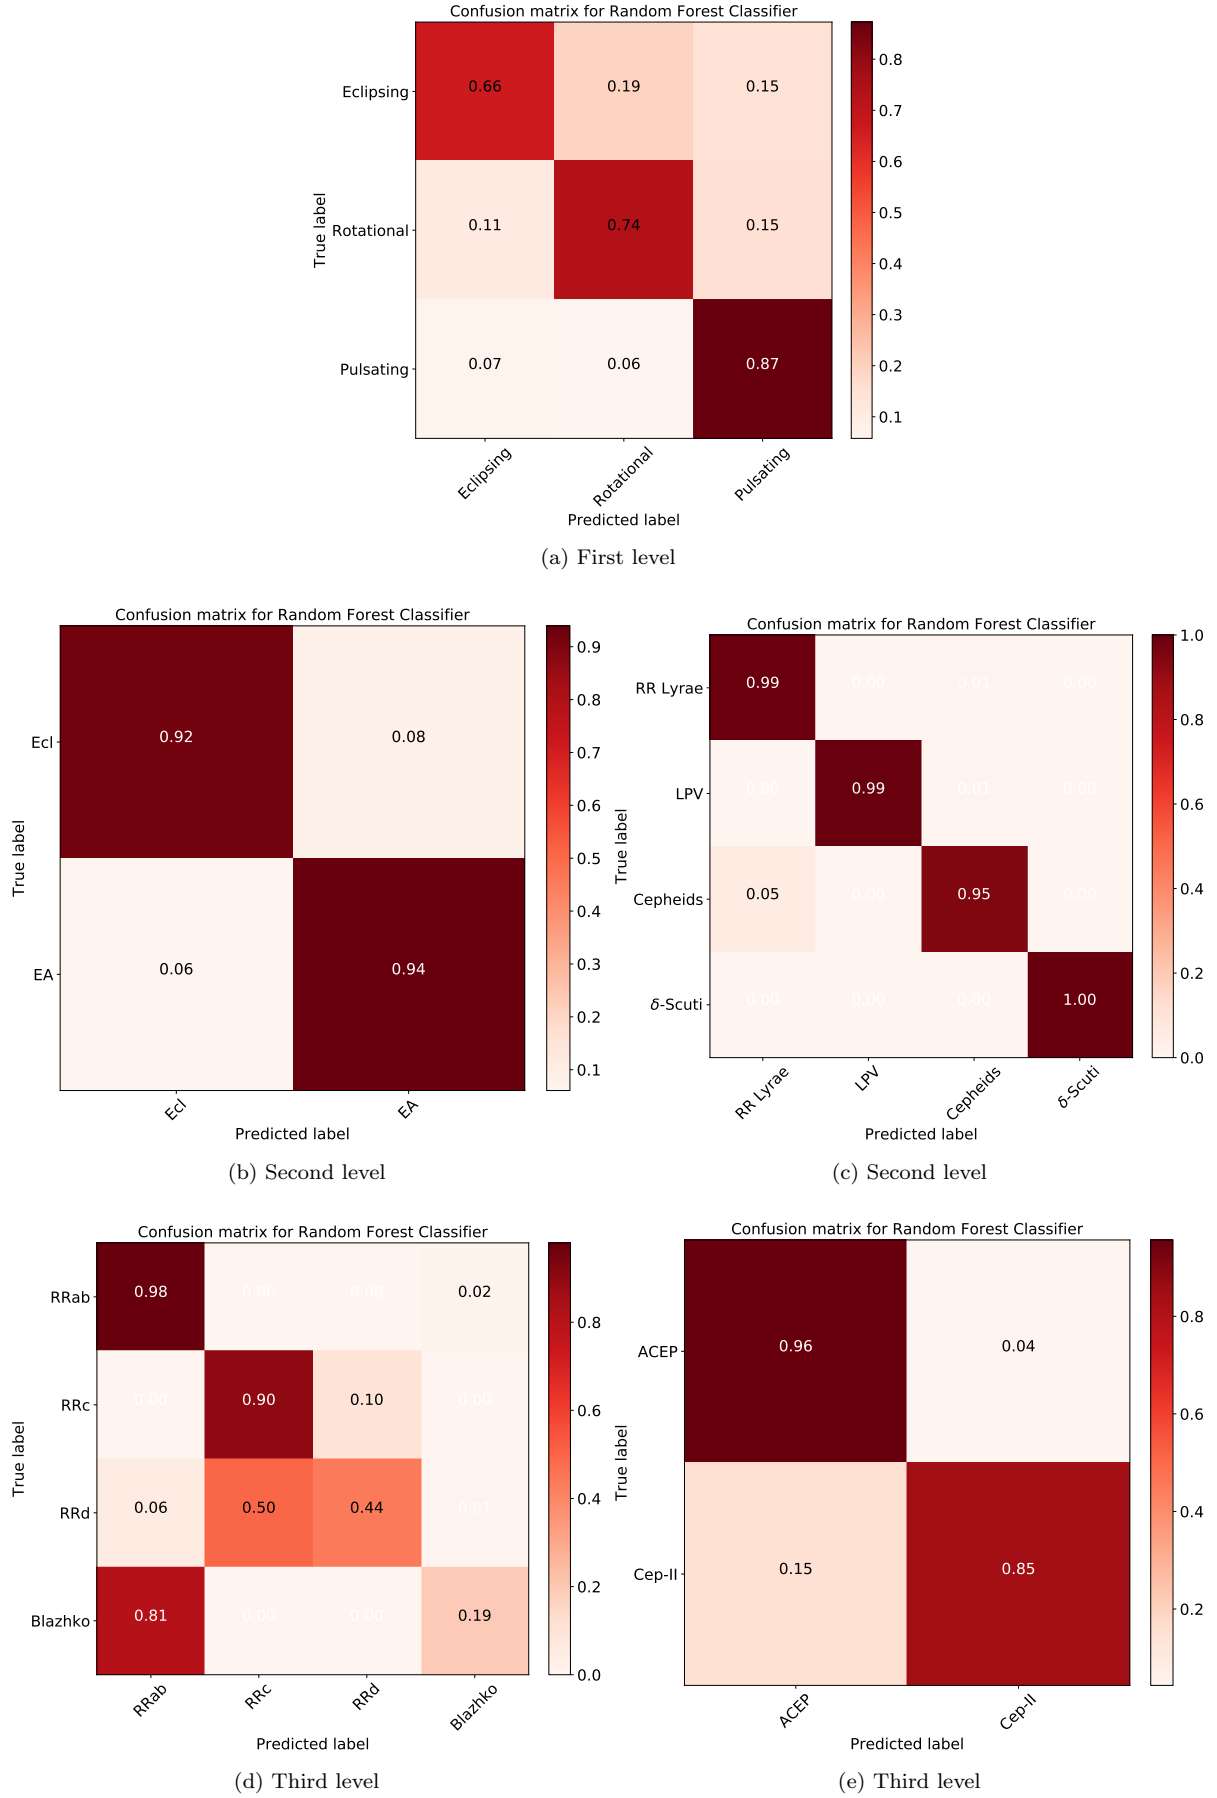 Confusion matrix for Random Forest Classifier
Eclipsing 0.66 0.19 0.15
Rotational 0.11 0.74 0.15
Pulsating 0.07 0.06 0.87
True label
Eclipsing Rotational Pulsating
Predicted label
0.8
0.7
0.6
0.5
0.4
0.3
0.2
0.1
(a) First level
Confusion matrix for Random Forest Classifier
Ecl 0.92 0.08
EA 0.06 0.94
True label
Ecl EA
Predicted label
0.9
0.8
0.7
0.6
0.5
0.4
0.3
0.2
0.1
(b) Second level
Confusion matrix for Random Forest Classifier
RR Lyrae 0.99 0.00 0.01 0.00
LPV 0.00 0.99 0.01 0.00
Cepheids 0.05 0.00 0.95 0.00
δ-Scuti 0.00 0.00 0.00 1.00
True label
RR Lyrae LPV Cepheids δ-Scuti
Predicted label
1.0
0.8
0.6
0.4
0.2
0.0
(c) Second level
Confusion matrix for Random Forest Classifier
RRab 0.98 0.00 0.00 0.02
RRc 0.00 0.90 0.10 0.00
RRd 0.06 0.50 0.44 0.01
Blazhko 0.81 0.00 0.00 0.19
True label
RRab RRc RRd Blazhko
Predicted label
0.8
0.6
0.4
0.2
0.0
(d) Third level
Confusion matrix for Random Forest Classifier
ACEP 0.96 0.04
Cep-II 0.15 0.85
True label
ACEP Cep-II
Predicted label
0.8
0.6
0.4
0.2
(e) Third level